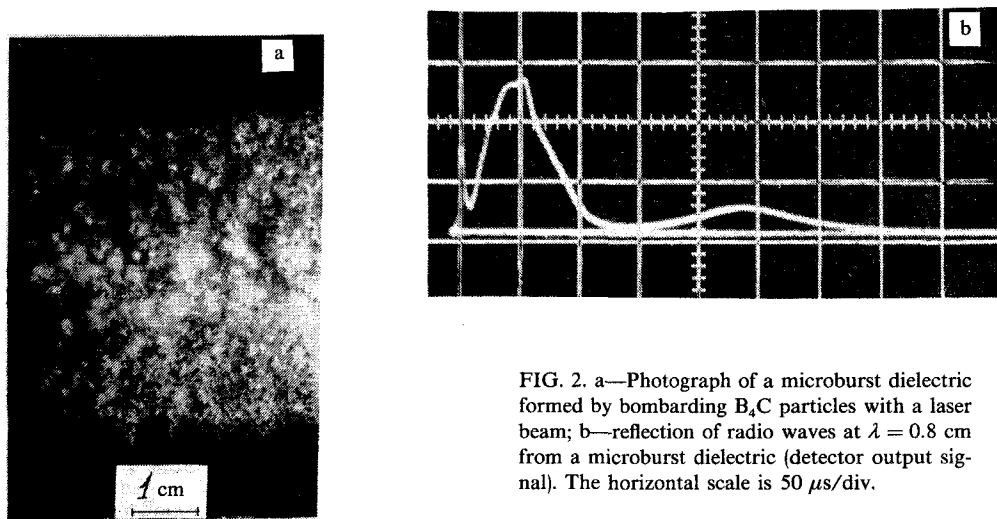 a
1 cm
b
FIG. 2. a—Photograph of a microburst dielectric
formed by bombarding B₄C particles with a laser
beam; b—reflection of radio waves at λ = 0.8 cm
from a microburst dielectric (detector output sig-
nal). The horizontal scale is 50 μs/div.